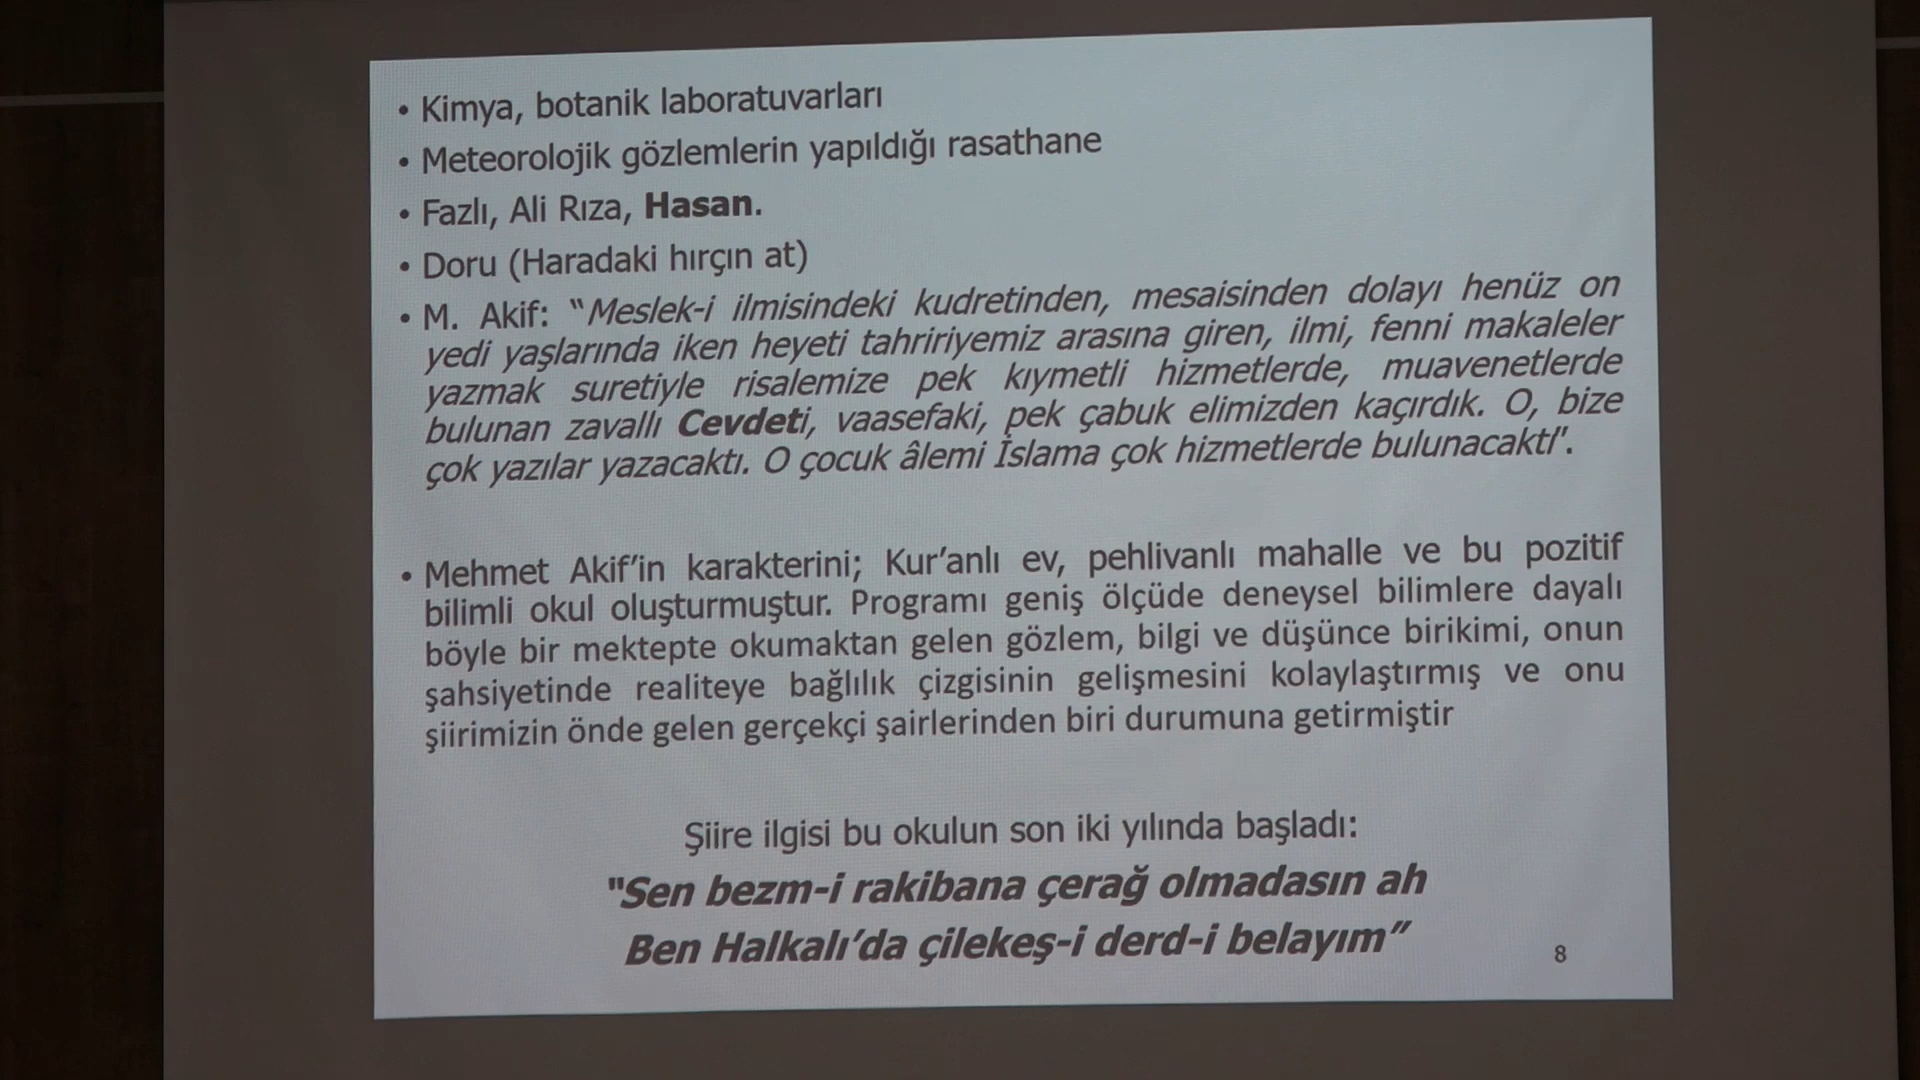 • Kimya, botanik laboratuvarları
• Meteorolojik gözlemlerin yapıldığı rasathane
• Fazlı, Ali Rıza, Hasan.
• Doru (Haradaki hırçın at)
• M. Akif: “Meslek-i ilmisindeki kudretinden, mesaisinden dolayı henüz on
yedi yaşlarında iken heyeti tahririyemiz arasına giren, ilmi, fenni makaleler
yazmak suretiyle risalemize pek kıymetli hizmetlerde, muavenetlerde
bulunan zavallı Cevdeti, vaasefaki, pek çabuk elimizden kaçırdık. O, bize
çok yazılar yazacaktı. O çocuk âlemi İslama çok hizmetlerde bulunacaktı”.
• Mehmet Akif’in karakterini; Kur’anlı ev, pehlivanlı mahalle ve bu pozitif
bilimli okul oluşturmuştur. Programı geniş ölçüde deneysel bilimlere dayalı
böyle bir mektepte okumaktan gelen gözlem, bilgi ve düşünce birikimi, onun
şahsiyetinde realiteye bağlılık çizgisinin gelişmesini kolaylaştırmış ve onu
şiirimizin önde gelen gerçekçi şairlerinden biri durumuna getirmiştir
Şiire ilgisi bu okulun son iki yılında başladı:
"Sen bezm-i rakibana çerağ olmadasın ah
Ben Halkalı’da çilekeş-i derd-i belayım”
8